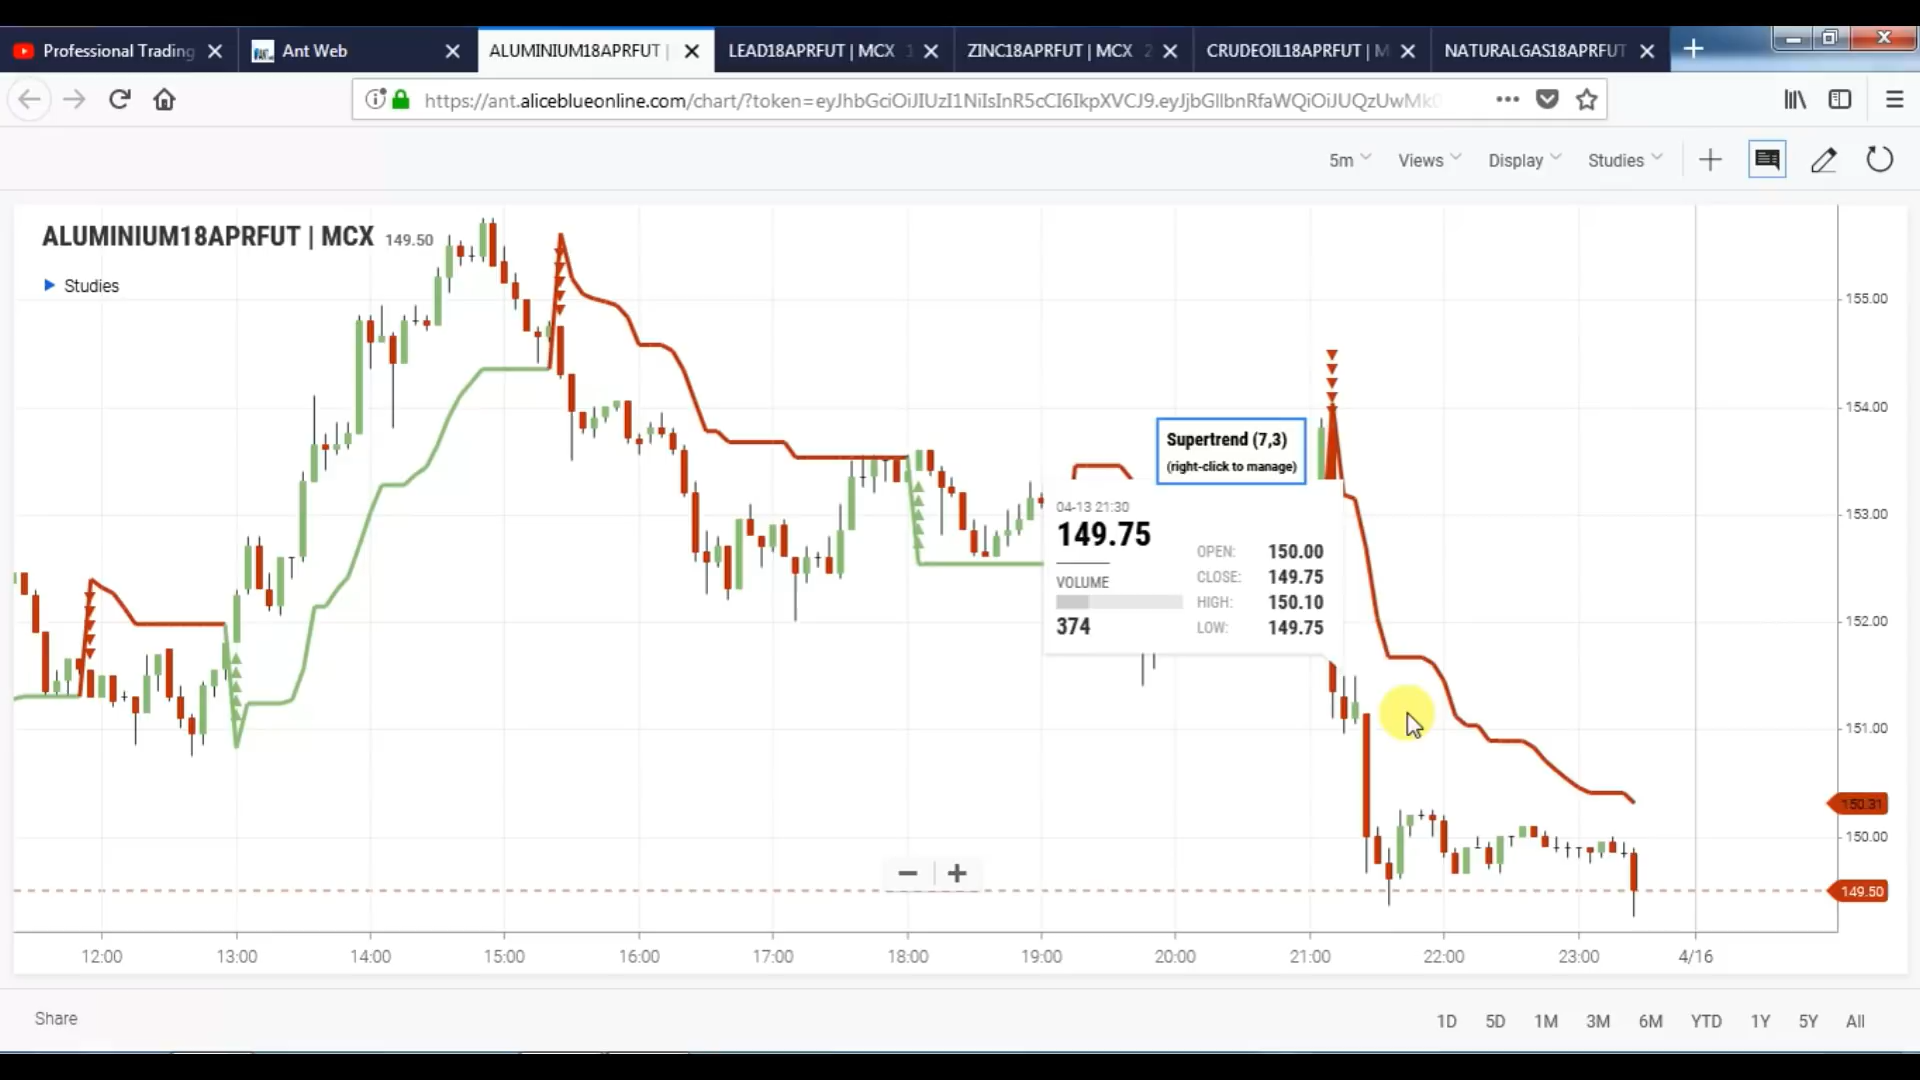 Professional Trading
Ant Web
ALUMINIUM18APRFUT |
LEAD18APRFUT | MCX
ZINC18APRFUT | MCX
CRUDEOIL18APRFUT | M
NATURALGAS18APRFUT
https://ant.aliceblueonline.com/chart/?token=eyJhbGciOiJIUzI1NiIsInR5cCI6IkpXVCJ9.eyJjbGllbnRfaWQiOiJUQzUwMk
5m
Views
Display
Studies
ALUMINIUM18APRFUT | MCX 149.50
Studies
155.00
154.00
153.00
152.00
151.00
150.31
150.00
149.50
Supertrend (7,3)
(right-click to manage)
04-13 21:30
149.75
VOLUME
374
OPEN: 150.00
CLOSE: 149.75
HIGH: 150.10
LOW: 149.75
12:00
13:00
14:00
15:00
16:00
17:00
18:00
19:00
20:00
21:00
22:00
23:00
4/16
Share
1D
5D
1M
3M
6M
YTD
1Y
5Y
All